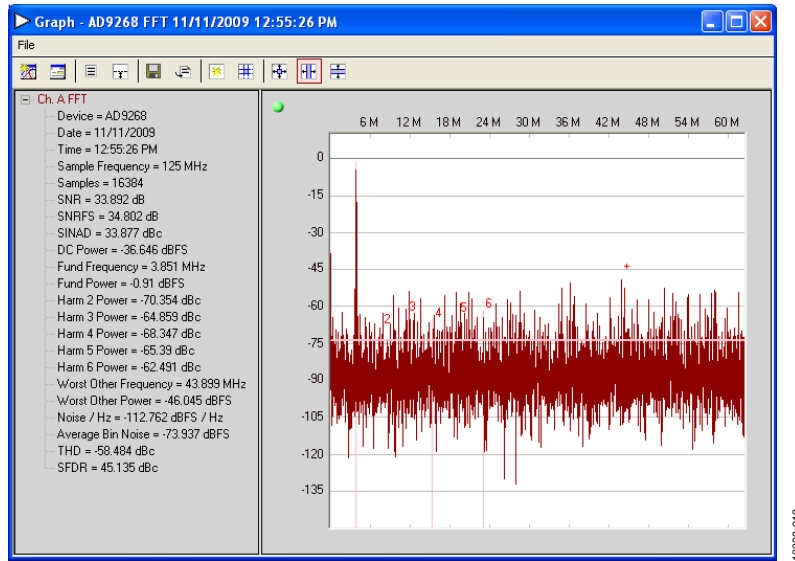 Graph - AD9268 FFT 11/11/2009 12:55:26 PM
File
Ch. A FFT
Device = AD9268
Date = 11/11/2009
Time = 12:55:26 PM
Sample Frequency = 125 MHz
Samples = 16384
SNR = 33.892 dB
SNRFS = 34.802 dB
SINAD = 33.877 dBc
DC Power = -36.646 dBFS
Fund Frequency = 3.851 MHz
Fund Power = -0.91 dBFS
Harm 2 Power = -70.354 dBc
Harm 3 Power = -64.859 dBc
Harm 4 Power = -68.347 dBc
Harm 5 Power = -65.39 dBc
Harm 6 Power = -62.491 dBc
Worst Other Frequency = 43.899 MHz
Worst Other Power = -46.045 dBFS
Noise / Hz = -112.762 dBFS / Hz
Average Bin Noise = -73.937 dBFS
THD = -58.484 dBc
SFDR = 45.135 dBc
6 M 12 M 18 M 24 M 30 M 36 M 42 M 48 M 54 M 60 M
0
-15
-30
-45
+
-60
2 3 4 5 6
-75
-90
-105
-120
-135